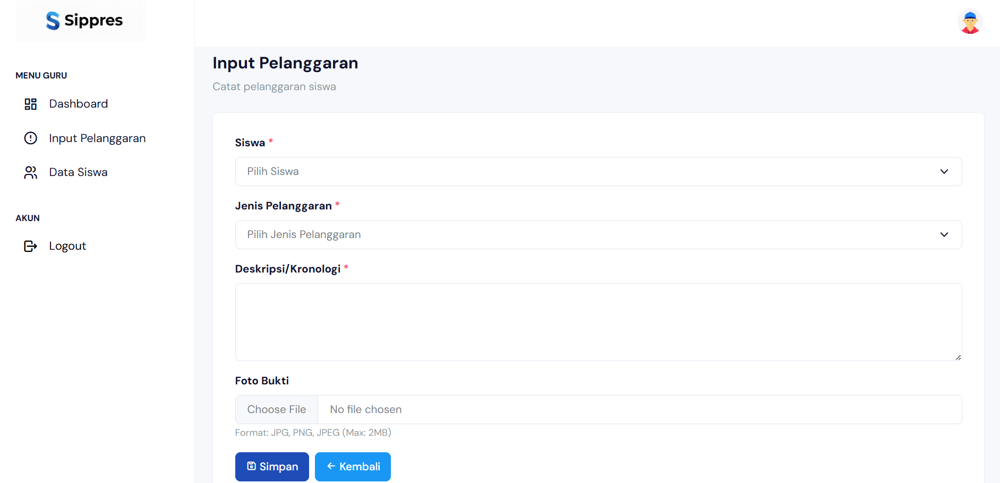 Sippres
MENU GURU
Dashboard
Input Pelanggaran
Data Siswa
AKUN
Logout
Input Pelanggaran
Catat pelanggaran siswa
Siswa *
Pilih Siswa
Jenis Pelanggaran *
Pilih Jenis Pelanggaran
Deskripsi/Kronologi *
Foto Bukti
Choose File No file chosen
Format: JPG, PNG, JPEG (Max: 2MB)
Simpan
Kembali